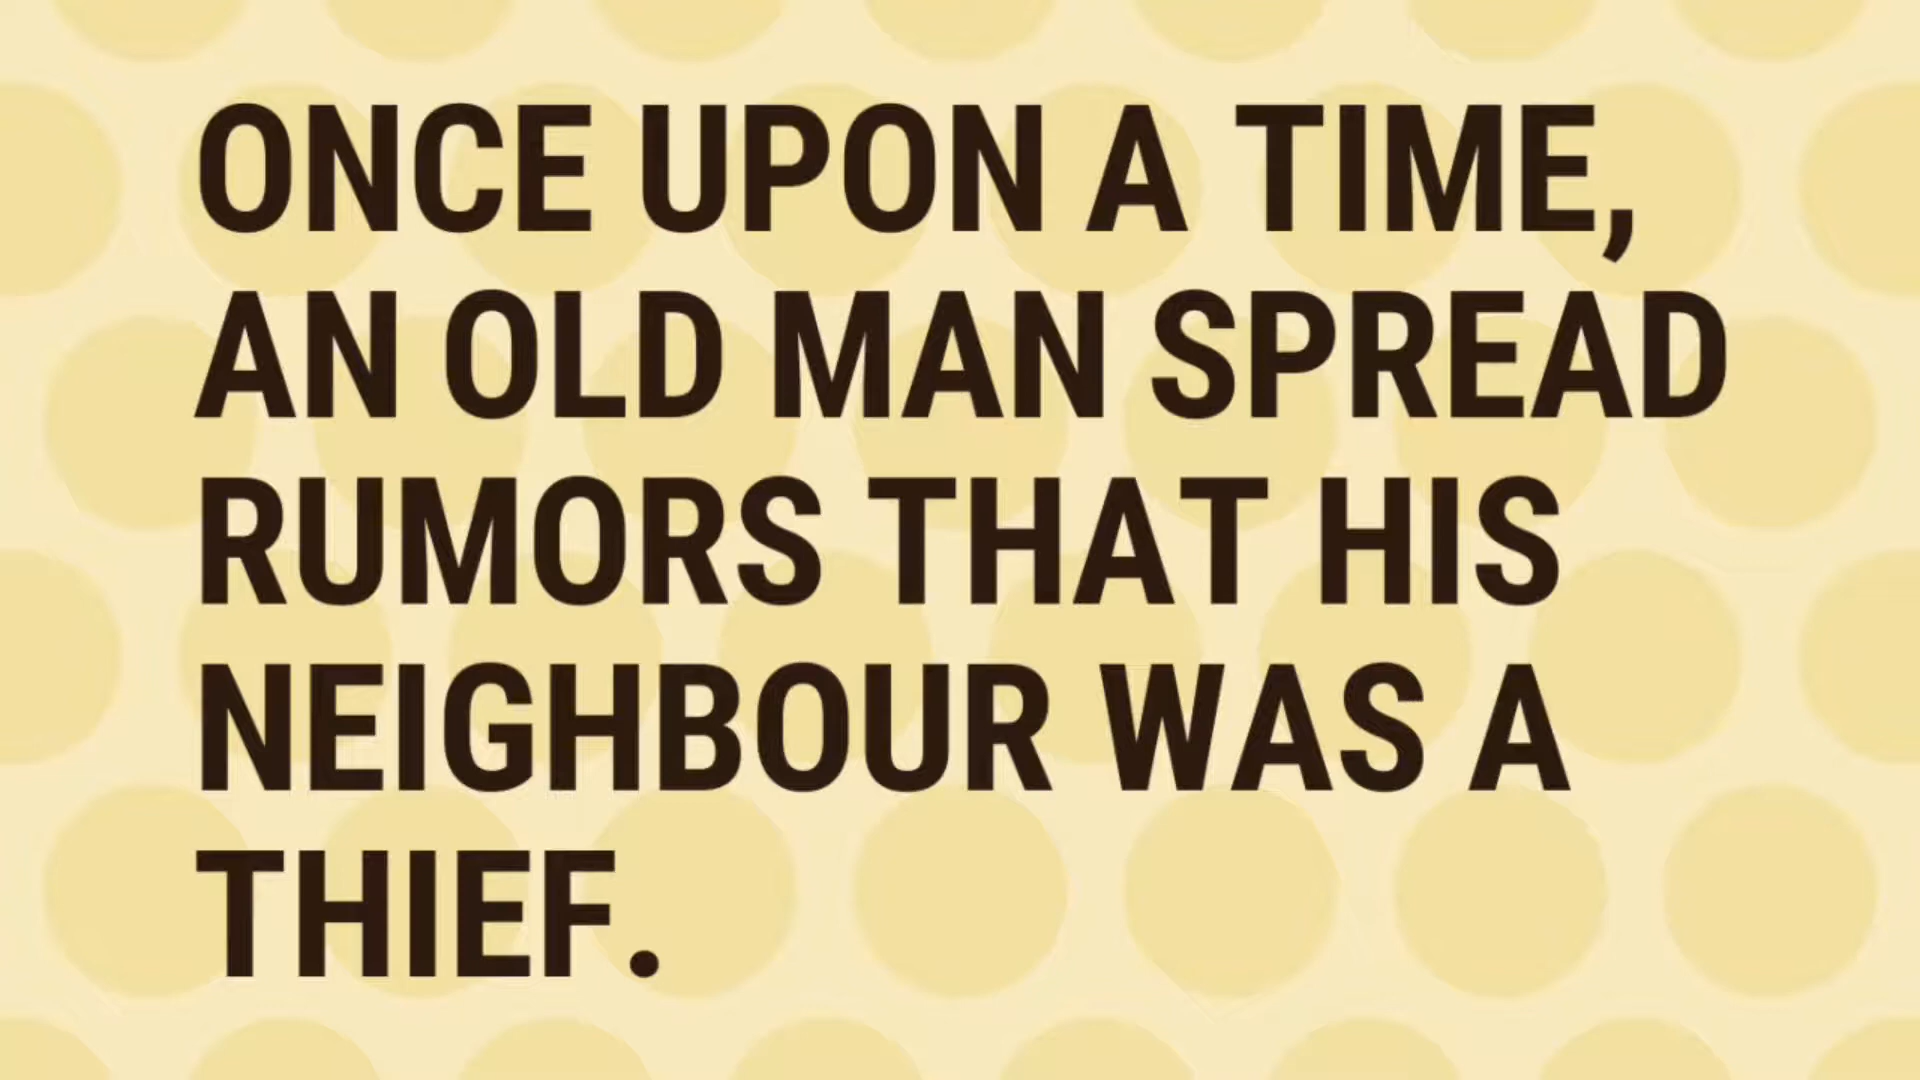 ONCE UPON A TIME,
AN OLD MAN SPREAD
RUMORS THAT HIS
NEIGHBOUR WAS A
THIEF.